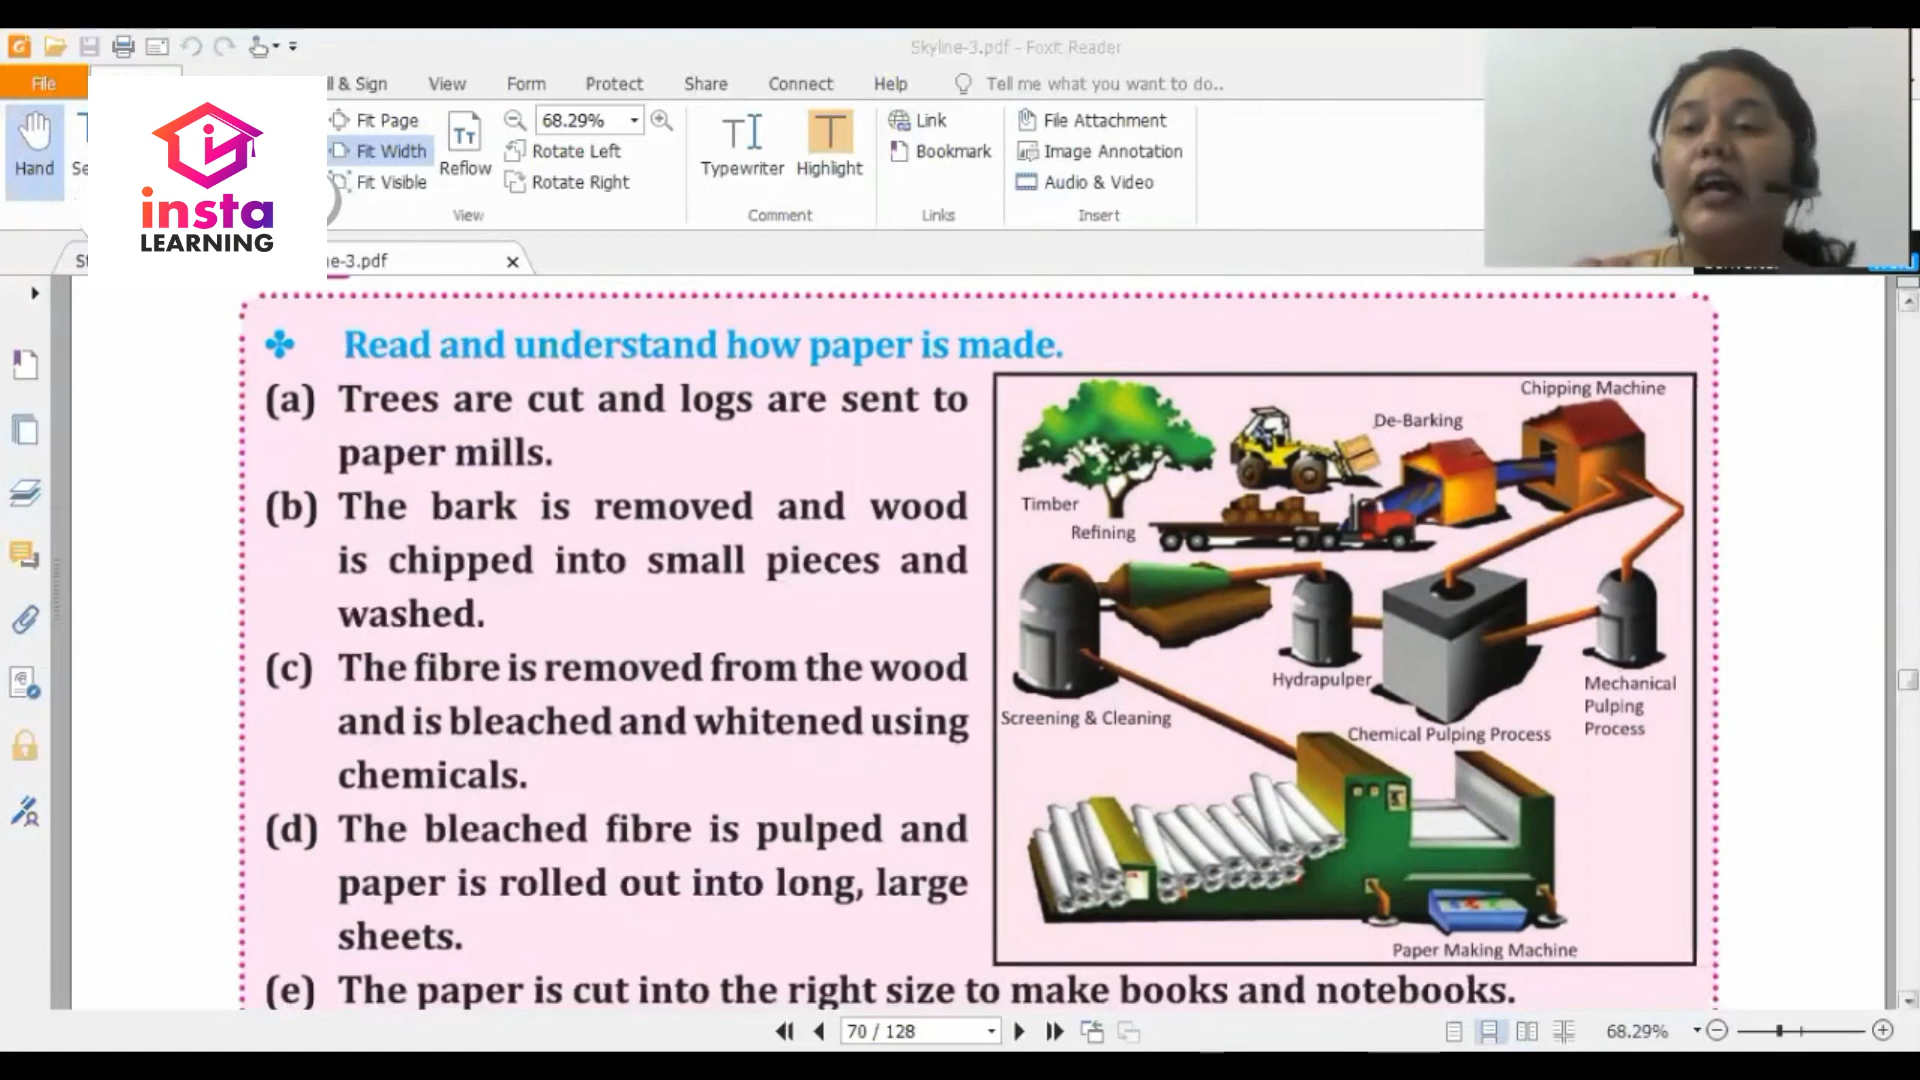 Skyline-3.pdf - Foxit Reader
File
ll & Sign
View
Form
Protect
Share
Connect
Help
Tell me what you want to do..
Hand
Fit Page
Fit Width
Fit Visible
Reflow
68.29%
Rotate Left
Rotate Right
View
Typewriter
Highlight
Comment
Link
Bookmark
Links
File Attachment
Image Annotation
Audio & Video
Insert
insta
LEARNING
ne-3.pdf
Read and understand how paper is made.
(a) Trees are cut and logs are sent to
paper mills.
(b) The bark is removed and wood
is chipped into small pieces and
washed.
(c) The fibre is removed from the wood
and is bleached and whitened using
chemicals.
(d) The bleached fibre is pulped and
paper is rolled out into long, large
sheets.
(e) The paper is cut into the right size to make books and notebooks.
Chipping Machine
De-Barking
Timber
Refining
Hydrapulper
Mechanical
Pulping
Process
Screening & Cleaning
Chemical Pulping Process
Paper Making Machine
70 / 128
68.29%